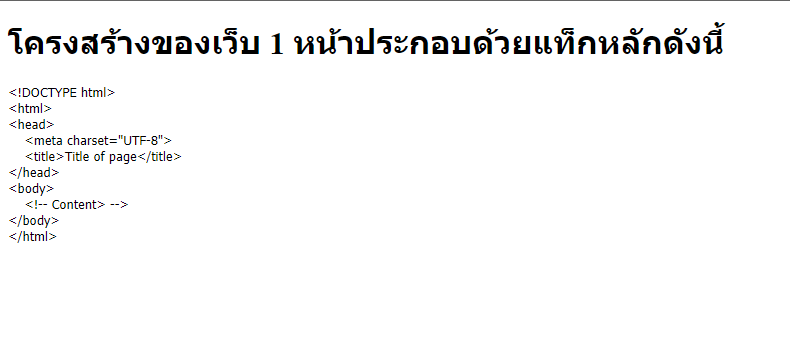 โครงสร้างของเว็บ 1 หน้าประกอบด้วยแท็กหลักดังนี้
<!DOCTYPE html>
<html>
<head>
    <meta charset="UTF-8">
    <title>Title of page</title>
</head>
<body>
    <!-- Content> -->
</body>
</html>